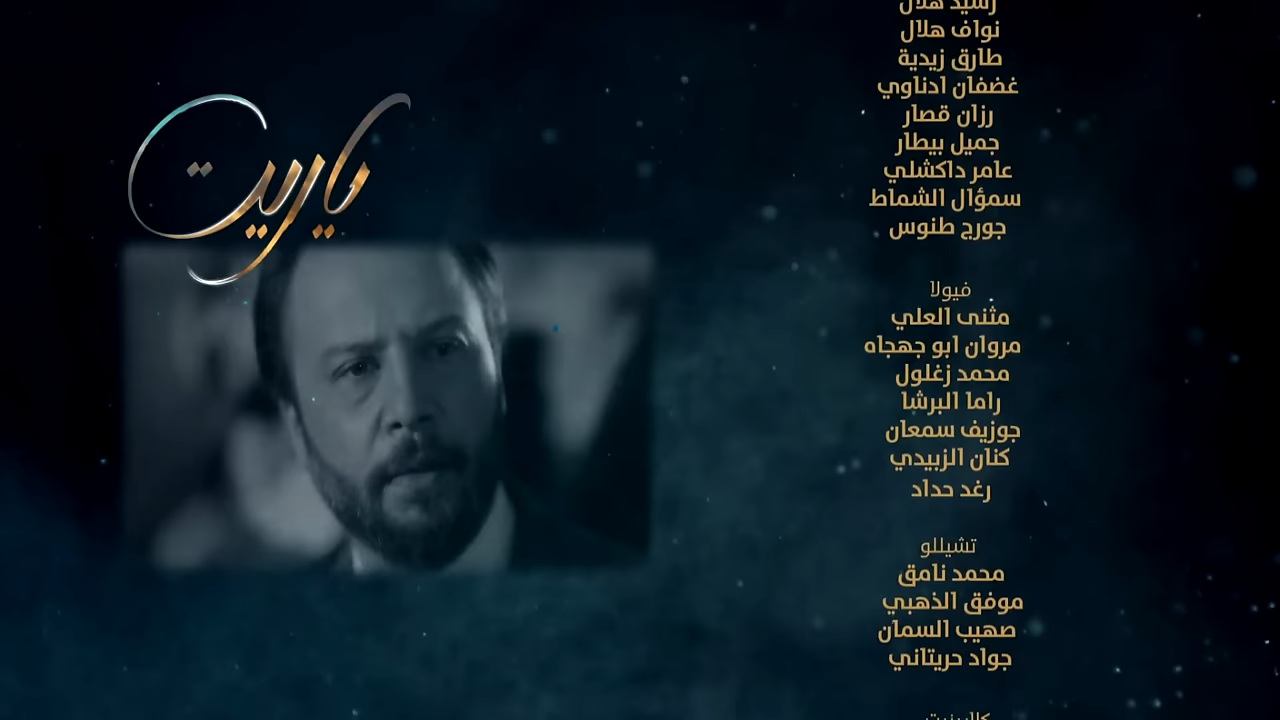 ياريت
رشيد هلال
نواف هلال
طارق زيدية
غضفان ادناوي
رزان قصار
جميل بيطار
عامر داكشلي
سمؤال الشماط
جورج طنوس
فيولا
مثنى العلي
مروان ابو جهجاه
محمد زغلول
راما البرشا
جوزيف سمعان
كنان الزبيدي
رغد حداد
تشيللو
محمد نامق
موفق الذهبي
صهيب السمان
جواد حريتاني